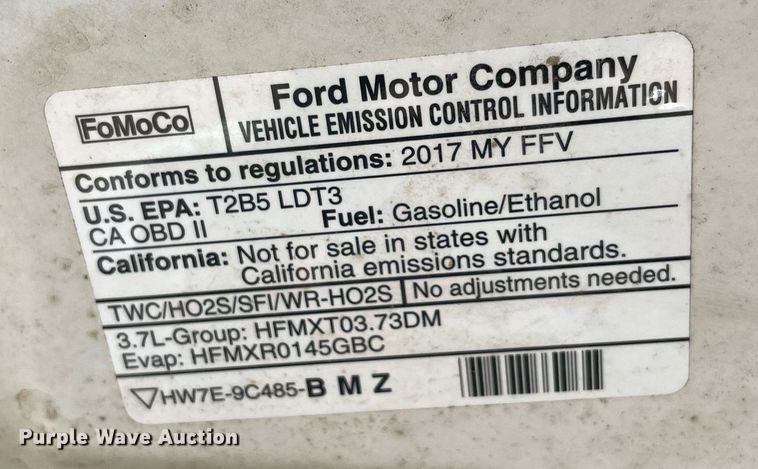 FoMoCo
Ford Motor Company
VEHICLE EMISSION CONTROL INFORMATION
Conforms to regulations: 2017 MY FFV
U.S. EPA: T2B5 LDT3
CA OBD II Fuel: Gasoline/Ethanol
California: Not for sale in states with
California emissions standards.
TWC/HO2S/SFI/WR-HO2S No adjustments needed.
3.7L-Group: HFMXT03.73DM
Evap: HFMXR0145GBC
HW7E-9C485-B M Z
Purple Wave Auction